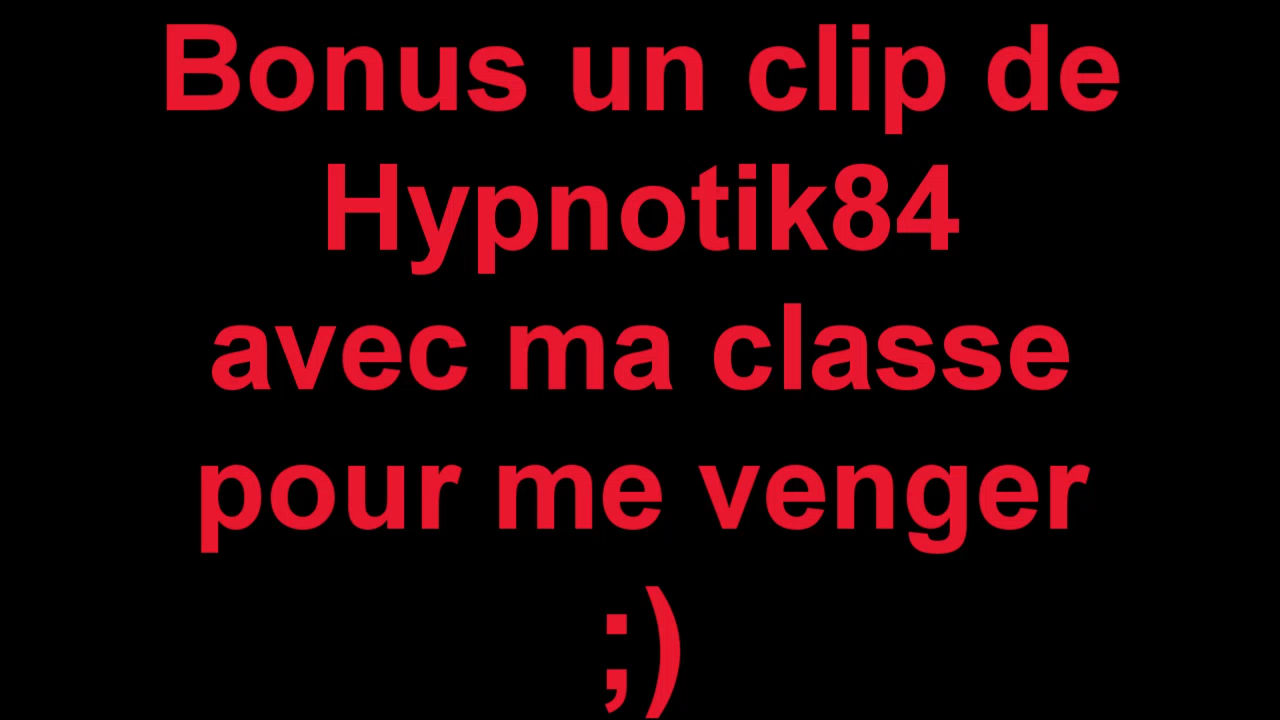 Bonus un clip de
Hypnotik84
avec ma classe
pour me venger
;)